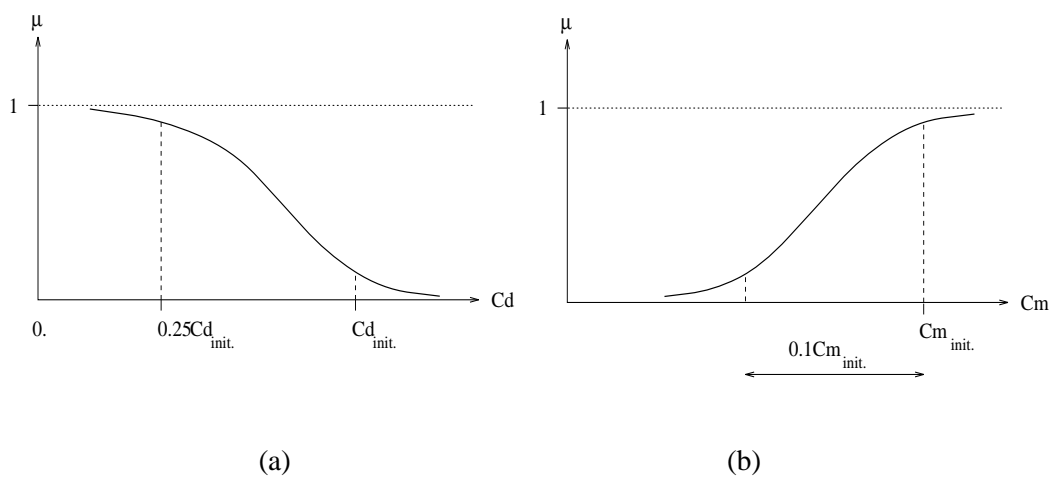 μ
1
Cd
0.
0.25Cd init.
Cd init.
(a)
μ
1
Cm
Cm init.
0.1Cm init.
(b)